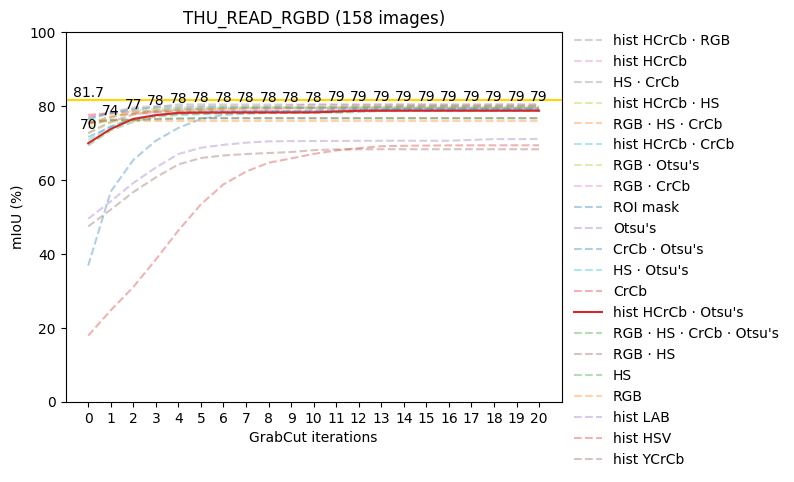 THU_READ_RGBD (158 images)
100
80
60
40
20
0
mIoU (%)
81.7
70 74 77 78 78 78 78 78 78 78 78 79 79 79 79 79 79 79 79 79 79
0 1 2 3 4 5 6 7 8 9 10 11 12 13 14 15 16 17 18 19 20
GrabCut iterations
hist HCrCb · RGB
hist HCrCb
HS · CrCb
hist HCrCb · HS
RGB · HS · CrCb
hist HCrCb · CrCb
RGB · Otsu's
RGB · CrCb
ROI mask
Otsu's
CrCb · Otsu's
HS · Otsu's
CrCb
hist HCrCb · Otsu's
RGB · HS · CrCb · Otsu's
RGB · HS
HS
RGB
hist LAB
hist HSV
hist YCrCb